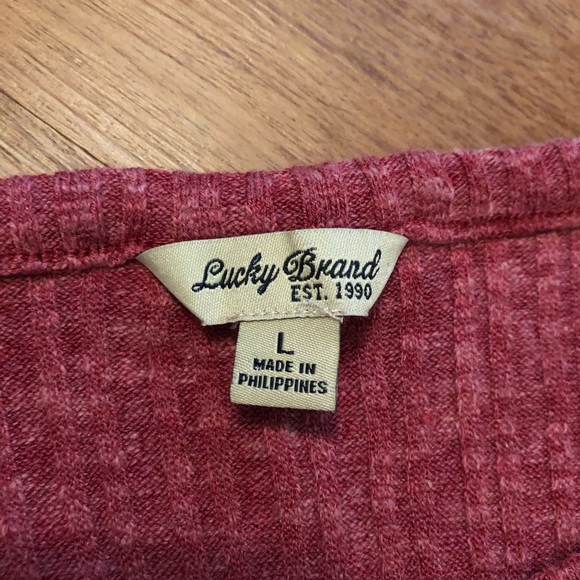 Lucky Brand
EST. 1990
L
MADE IN
PHILIPPINES